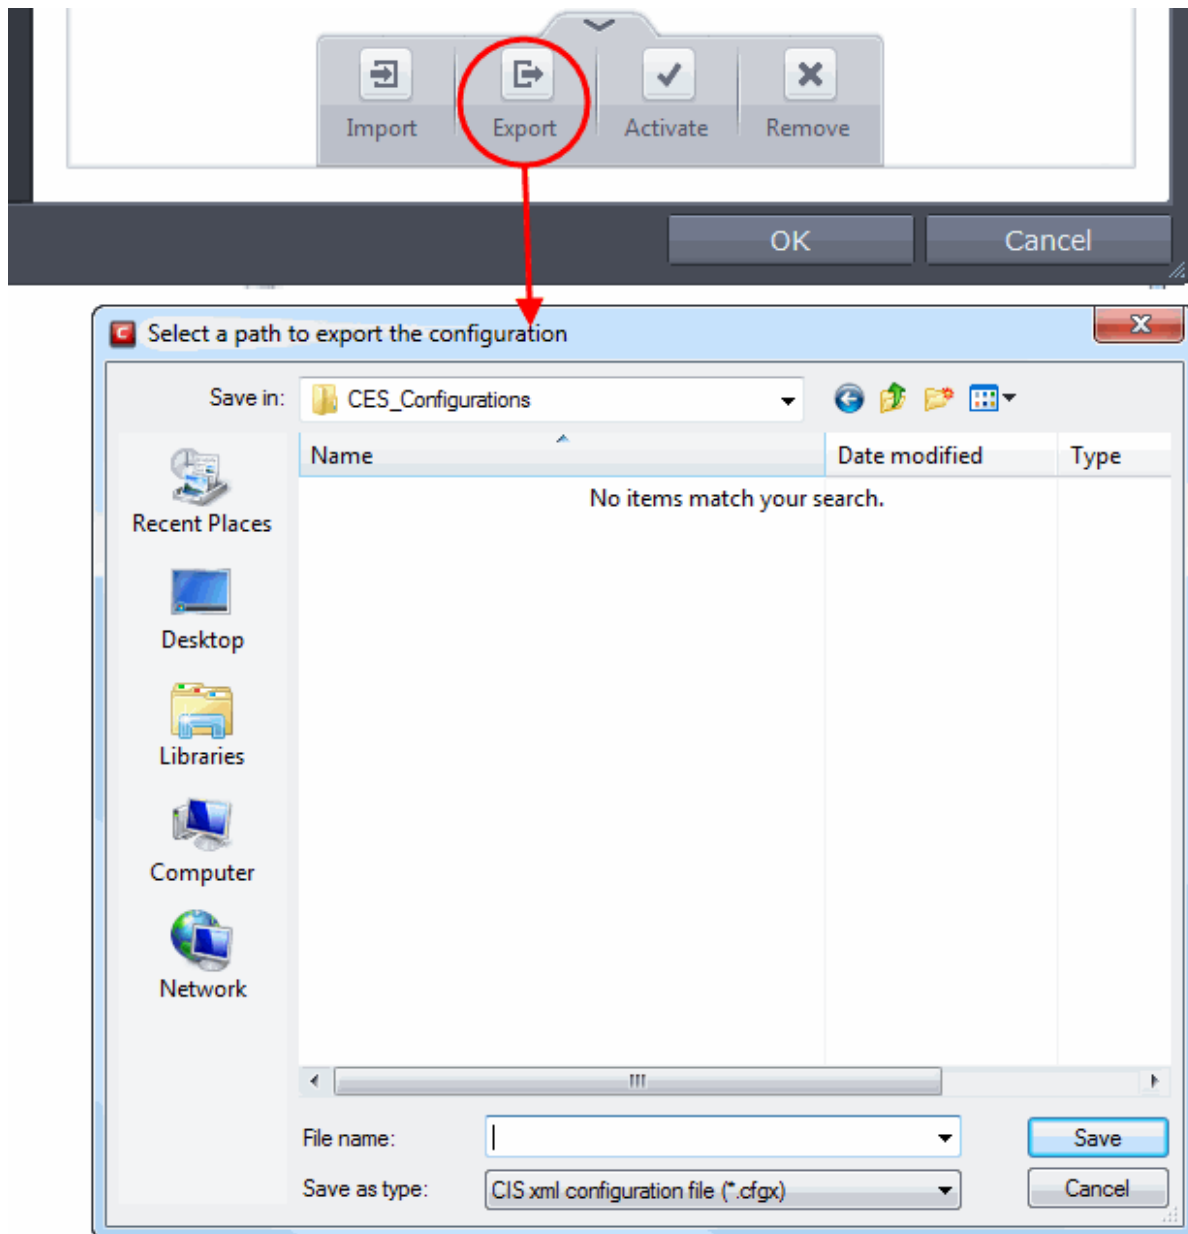 Import Export Activate Remove
OK Cancel
Select a path to export the configuration
Save in: CES_Configurations
Name Date modified Type
No items match your search.
Recent Places
Desktop
Libraries
Computer
Network
File name: Save
Save as type: CIS xml configuration file (*.cfgx) Cancel